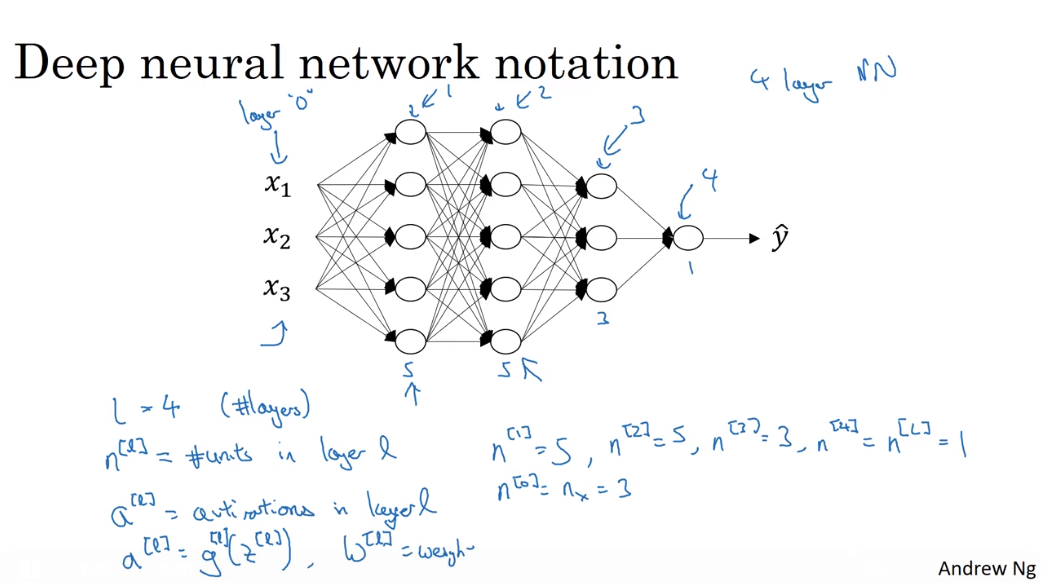 Deep neural network notation
4 layer NN
layer "0"
1
2
3
4
x₁
x₂
x₃
ŷ
1
3
5
5
L = 4 (#layers)
n^[l] = #units in layer l
n^[1] = 5, n^[2] = 5, n^[3] = 3, n^[4] = n^[L] = 1
n^[0] = nₓ = 3
a^[l] = activations in layer l
a^[l] = g^[l](z^[l]), W^[l] = weigh
Andrew Ng